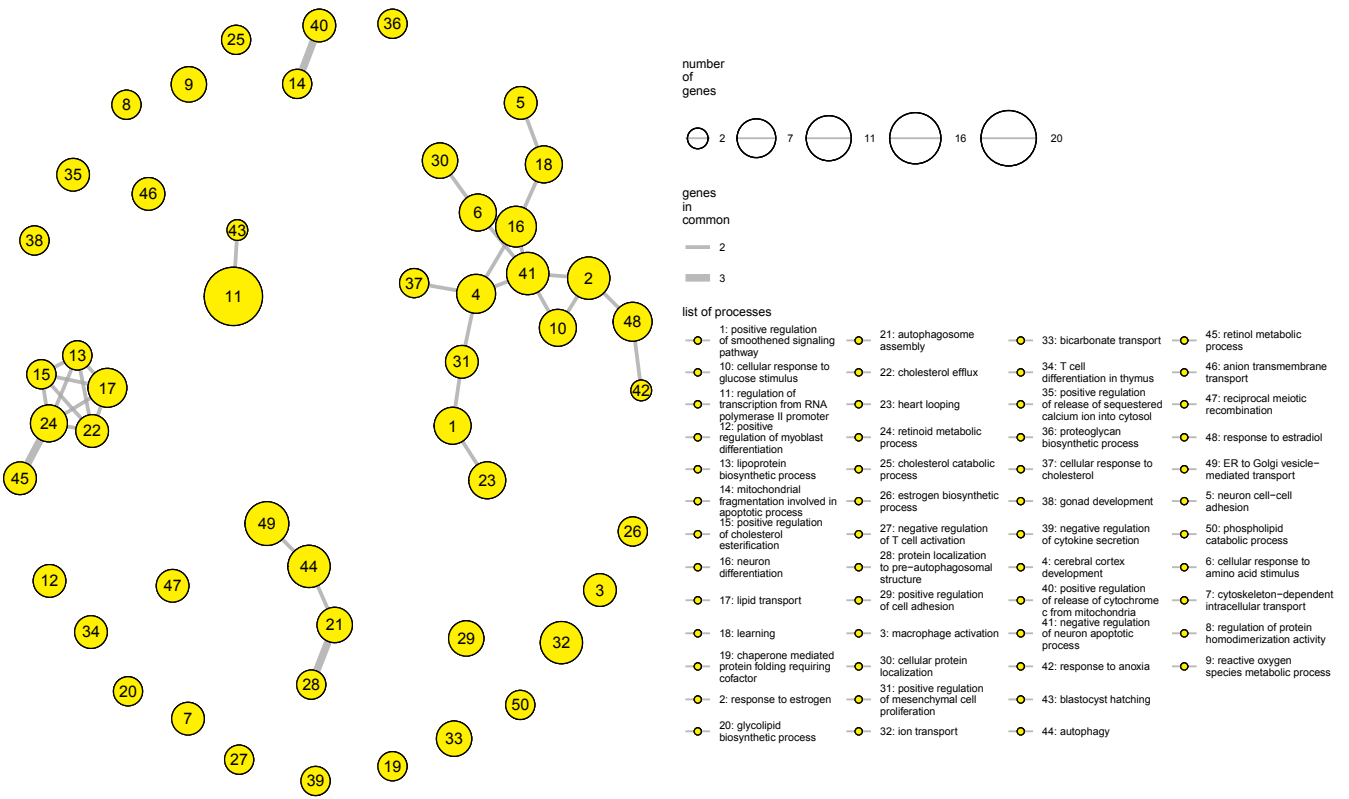 40
36
25
14
9
8
5
30
18
35
46
6
16
43
38
41
2
37
4
11
48
10
13
31
15
42
17
24
22
1
45
23
49
26
44
12
47
3
21
34
29
32
28
20
50
7
33
27
19
39
number
of
genes
2
7
11
16
20
genes
in
common
2
3
list of processes
1: positive regulation
of smoothened signaling
pathway
10: cellular response to
glucose stimulus
11: regulation of
transcription from RNA
polymerase II promoter
12: positive
regulation of myoblast
differentiation
13: lipoprotein
biosynthetic process
14: mitochondrial
fragmentation involved in
apoptotic process
15: positive regulation
of cholesterol
esterification
16: neuron
differentiation
17: lipid transport
18: learning
19: chaperone mediated
protein folding requiring
cofactor
2: response to estrogen
20: glycolipid
biosynthetic process
21: autophagosome
assembly
22: cholesterol efflux
23: heart looping
24: retinoid metabolic
process
25: cholesterol catabolic
process
26: estrogen biosynthetic
process
27: negative regulation
of T cell activation
28: protein localization
to pre−autophagosomal
structure
29: positive regulation
of cell adhesion
3: macrophage activation
30: cellular protein
localization
31: positive regulation
of mesenchymal cell
proliferation
32: ion transport
33: bicarbonate transport
34: T cell
differentiation in thymus
35: positive regulation
of release of sequestered
calcium ion into cytosol
36: proteoglycan
biosynthetic process
37: cellular response to
cholesterol
38: gonad development
39: negative regulation
of cytokine secretion
4: cerebral cortex
development
40: positive regulation
of release of cytochrome
c from mitochondria
41: negative regulation
of neuron apoptotic
process
42: response to anoxia
43: blastocyst hatching
44: autophagy
45: retinol metabolic
process
46: anion transmembrane
transport
47: reciprocal meiotic
recombination
48: response to estradiol
49: ER to Golgi vesicle−
mediated transport
5: neuron cell−cell
adhesion
50: phospholipid
catabolic process
6: cellular response to
amino acid stimulus
7: cytoskeleton−dependent
intracellular transport
8: regulation of protein
homodimerization activity
9: reactive oxygen
species metabolic process